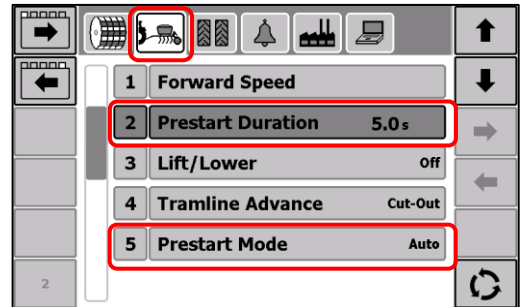 1 Forward Speed
2 Prestart Duration 5.0 s
3 Lift/Lower Off
4 Tramline Advance Cut-Out
5 Prestart Mode Auto
2